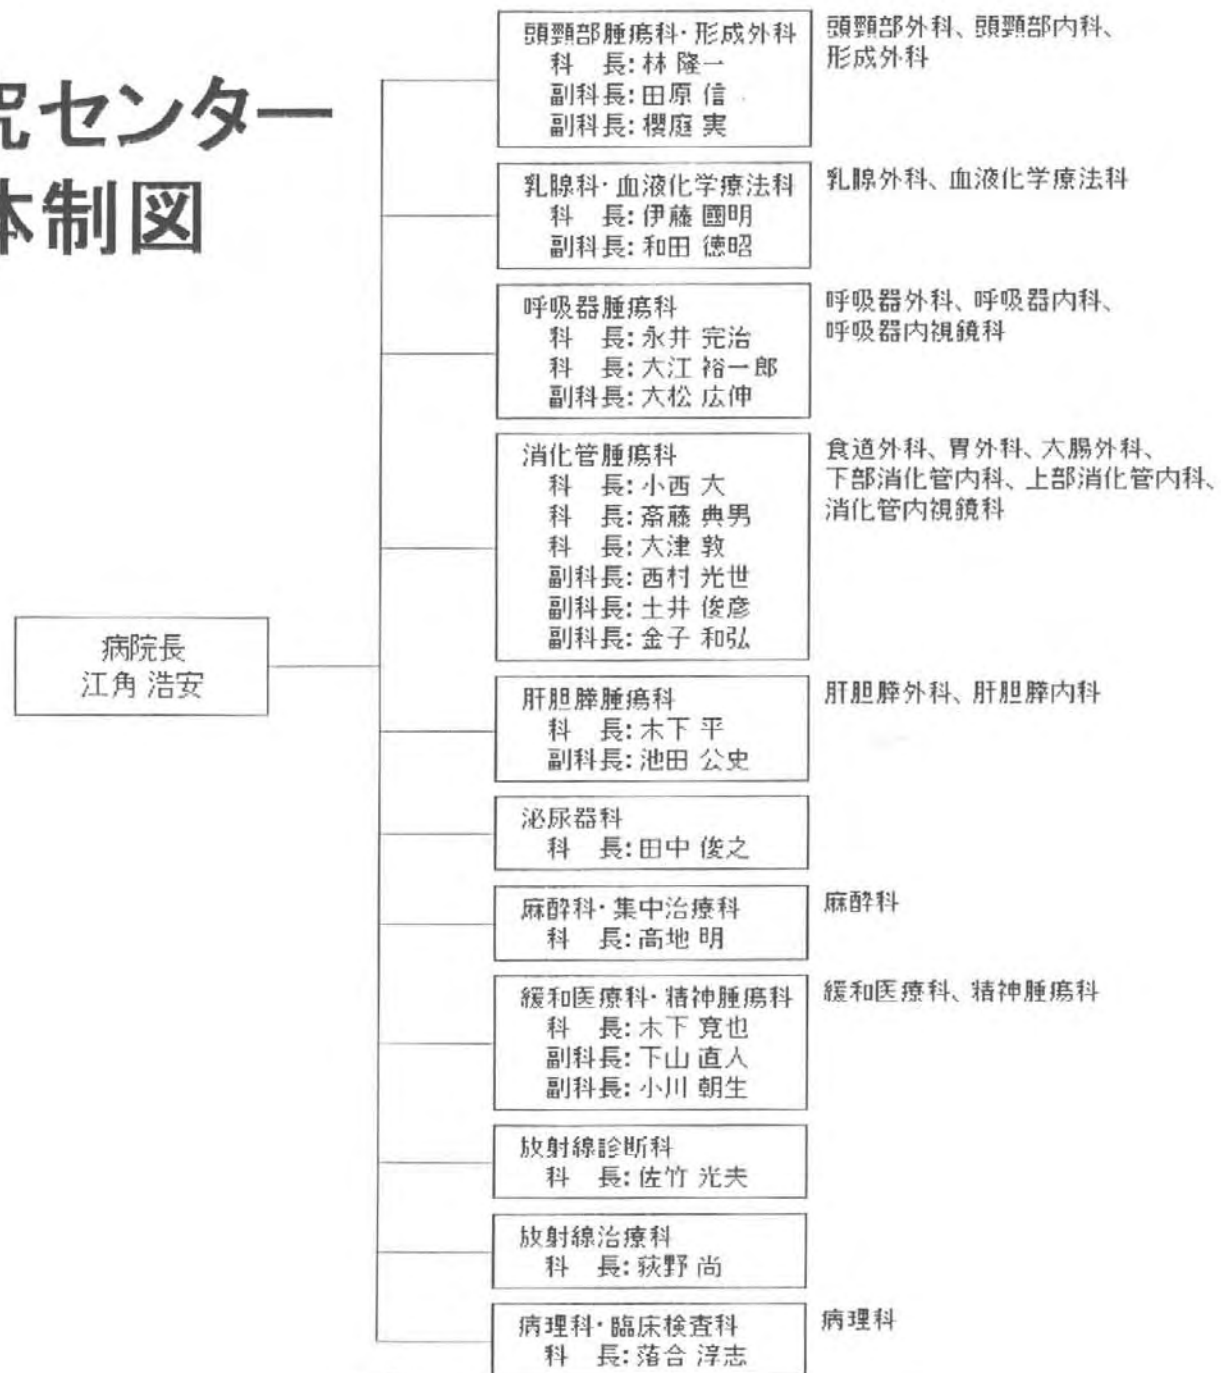 究センター
体制図
病院長
江角 浩安
頭頸部腫瘍科・形成外科
科　長:林 隆一
副科長:田原 信
副科長:櫻庭 実
頭頸部外科、頭頸部内科、
形成外科
乳腺科・血液化学療法科
科　長:伊藤 國明
副科長:和田 徳昭
乳腺外科、血液化学療法科
呼吸器腫瘍科
科　長:永井 完治
科　長:大江 裕一郎
副科長:大松 広伸
呼吸器外科、呼吸器内科、
呼吸器内視鏡科
消化管腫瘍科
科　長:小西 大
科　長:斎藤 典男
科　長:大津 敦
副科長:西村 光世
副科長:土井 俊彦
副科長:金子 和弘
食道外科、胃外科、大腸外科、
下部消化管内科、上部消化管内科、
消化管内視鏡科
肝胆膵腫瘍科
科　長:木下 平
副科長:池田 公史
肝胆膵外科、肝胆膵内科
泌尿器科
科　長:田中 俊之
麻酔科・集中治療科
科　長:高地 明
麻酔科
緩和医療科・精神腫瘍科
科　長:木下 寛也
副科長:下山 直人
副科長:小川 朝生
緩和医療科、精神腫瘍科
放射線診断科
科　長:佐竹 光夫
放射線治療科
科　長:荻野 尚
病理科・臨床検査科
科　長:落合 淳志
病理科